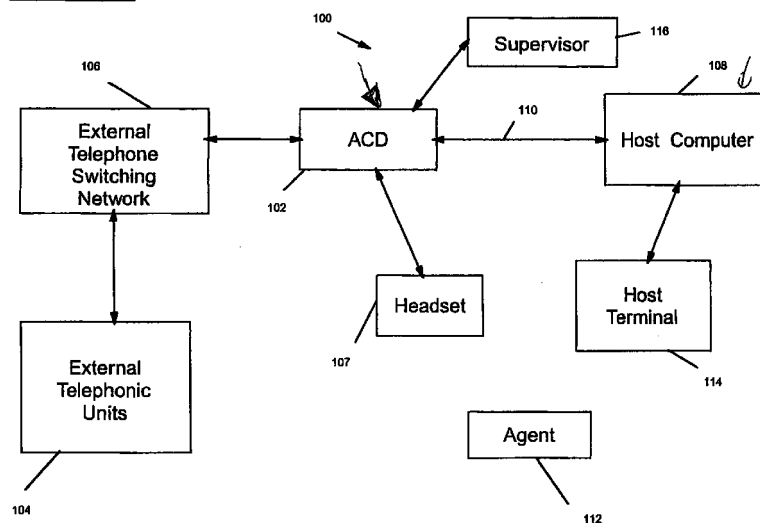 100
Supervisor
116
106
108
External
Telephone
Switching
Network
ACD
110
Host Computer
102
Headset
107
Host
Terminal
114
External
Telephonic
Units
104
Agent
112